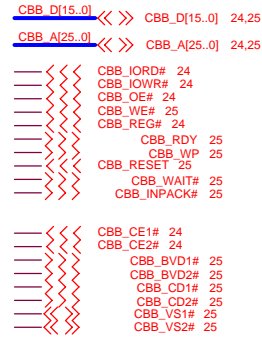 CBB_D[15..0] CBB_D[15..0] 24,25
CBB_A[25..0] CBB_A[25..0] 24,25
CBB_IORD# 24
CBB_IOWR# 24
CBB_OE# 24
CBB_WE# 25
CBB_REG# 24
CBB_RDY 25
CBB_WP 25
CBB_RESET 25
CBB_WAIT# 25
CBB_INPACK# 25
CBB_CE1# 24
CBB_CE2# 24
CBB_BVD1# 25
CBB_BVD2# 25
CBB_CD1# 25
CBB_CD2# 25
CBB_VS1# 25
CBB_VS2# 25